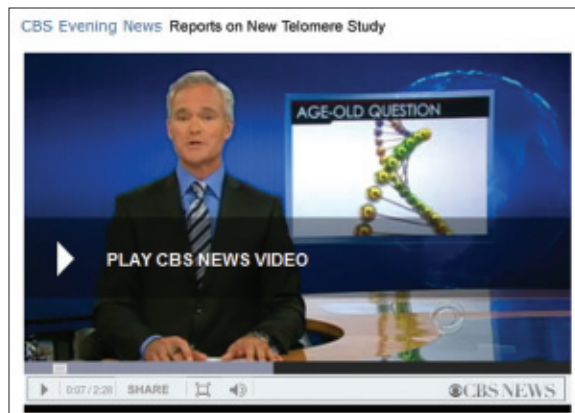 CBS Evening News Reports on New Telomere Study
AGE-OLD QUESTION
PLAY CBS NEWS VIDEO
0:07 / 2:28 SHARE CBS NEWS